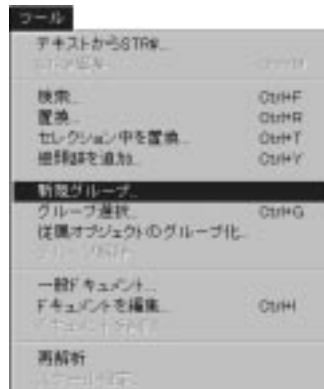 ツール
テキストからSTR#...
検索... Ctrl+F
置換... Ctrl+R
セレクション中を置換... Ctrl+T
を追加... Ctrl+Y
新規グループ...
グループ選択... Ctrl+G
従属オブジェクトのグループ化...
一般ドキュメント...
ドキュメントを編集... Ctrl+I
再解析